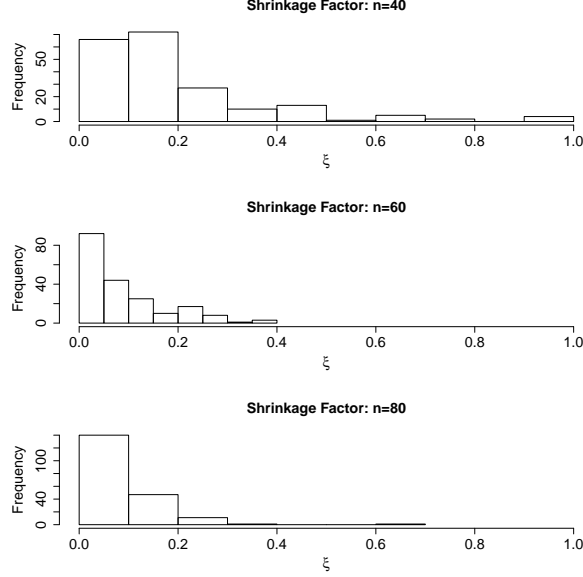 Shrinkage Factor: n=40
Frequency
0 20 50
0.0 0.2 0.4 0.6 0.8 1.0
ξ
Shrinkage Factor: n=60
Frequency
0 40 80
0.0 0.2 0.4 0.6 0.8 1.0
ξ
Shrinkage Factor: n=80
Frequency
0 40 100
0.0 0.2 0.4 0.6 0.8 1.0
ξ